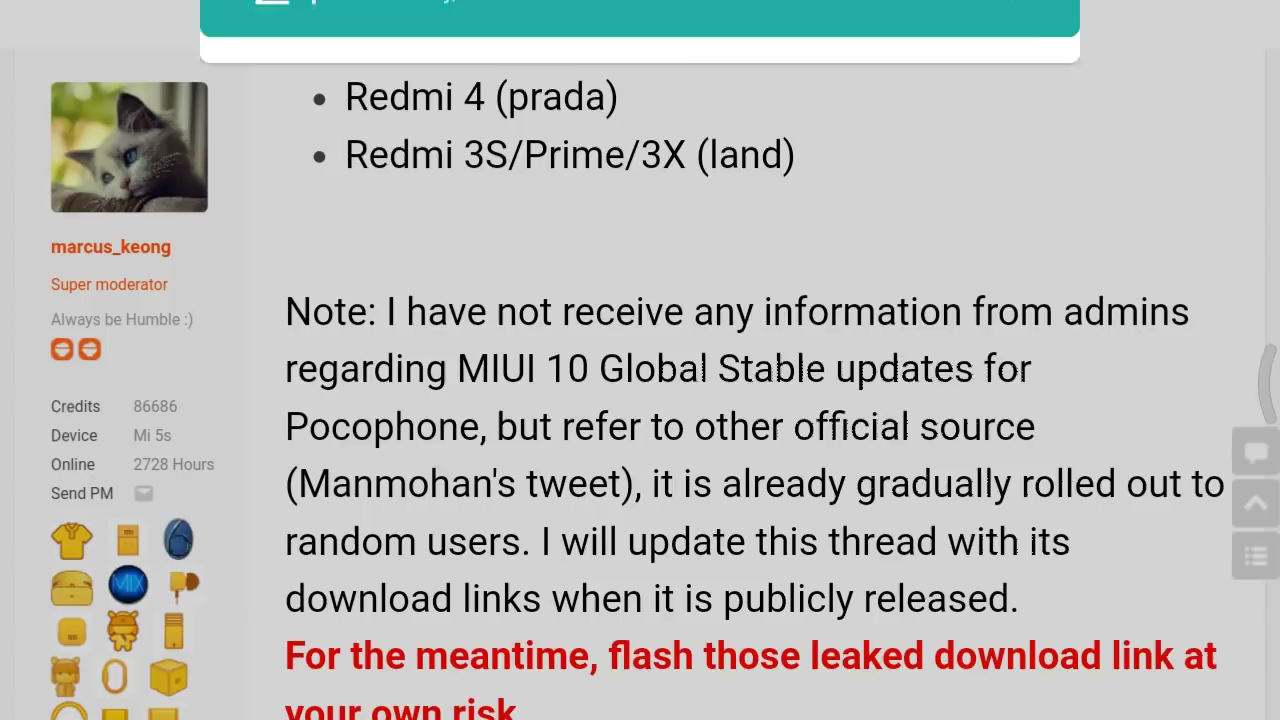 Redmi 4 (prada)
Redmi 3S/Prime/3X (land)
marcus_keong
Super moderator
Always be Humble :)
Credits 86686
Device Mi 5s
Online 2728 Hours
Send PM
MIX
Note: I have not receive any information from admins
regarding MIUI 10 Global Stable updates for
Pocophone, but refer to other official source
(Manmohan's tweet), it is already gradually rolled out to
random users. I will update this thread with its
download links when it is publicly released.
For the meantime, flash those leaked download link at
your own risk